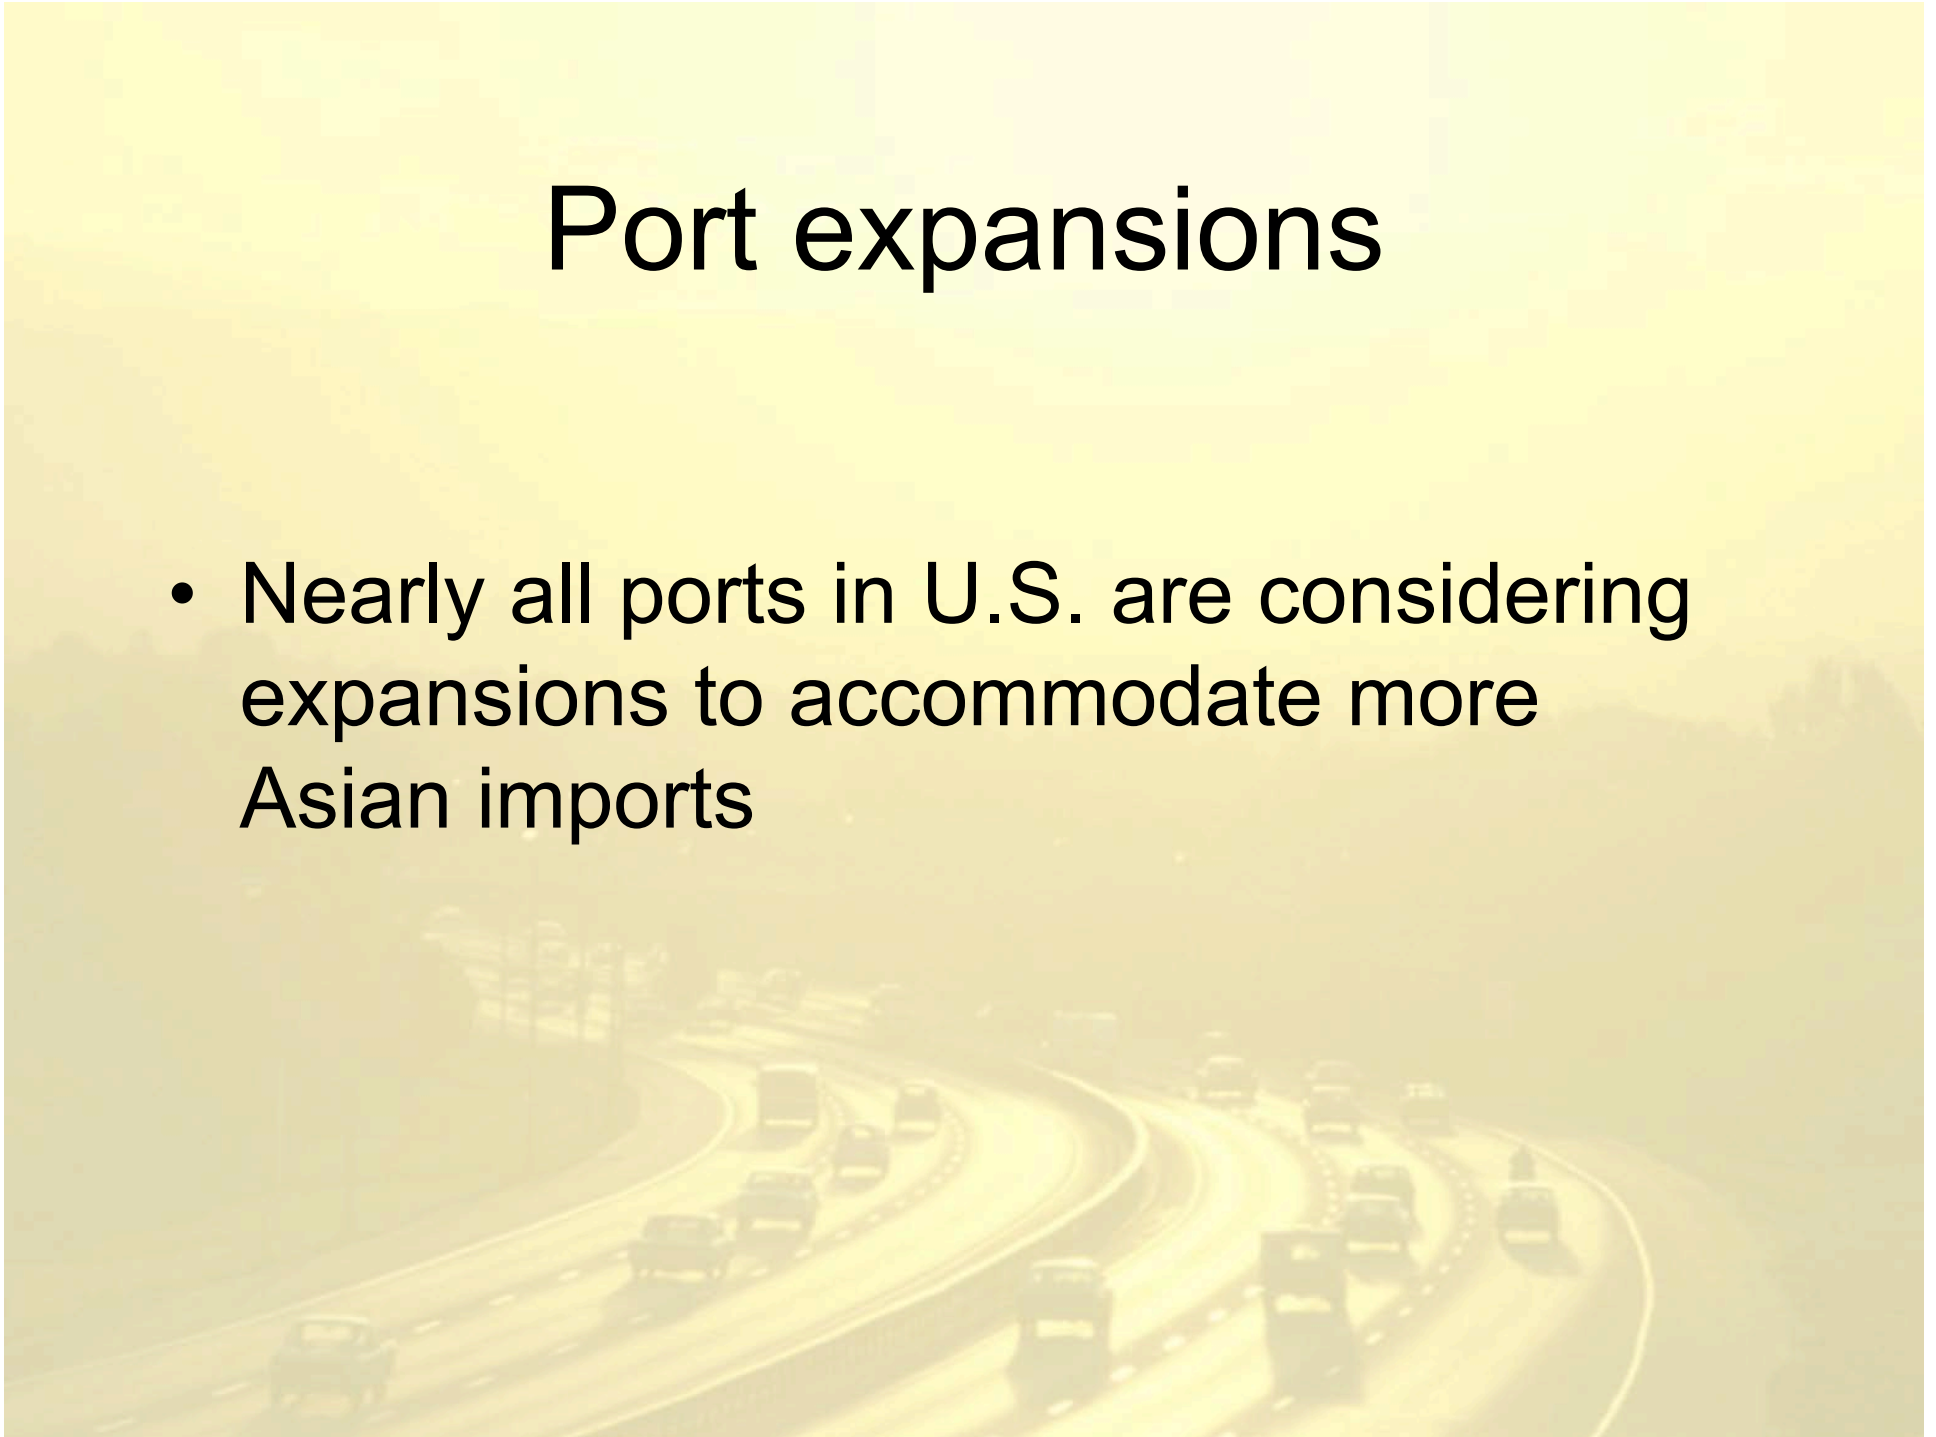 Port expansions
• Nearly all ports in U.S. are considering
expansions to accommodate more
Asian imports